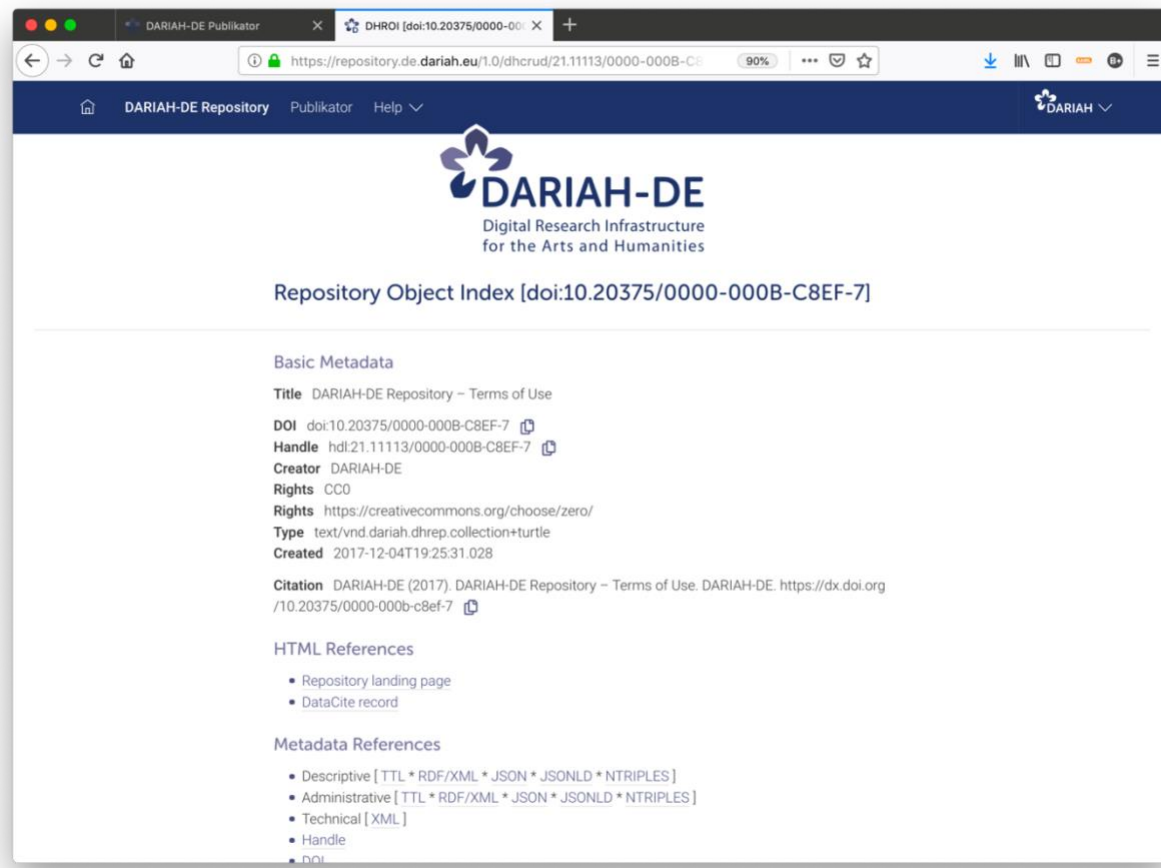 DARIAH-DE Publikator
DHROI [doi:10.20375/0000-00
https://repository.de.dariah.eu/1.0/dhcrud/21.11113/0000-000B-C8
90%
DARIAH-DE Repository Publikator Help
DARIAH
DARIAH-DE
Digital Research Infrastructure
for the Arts and Humanities
Repository Object Index [doi:10.20375/0000-000B-C8EF-7]
Basic Metadata
Title DARIAH-DE Repository – Terms of Use
DOI doi:10.20375/0000-000B-C8EF-7
Handle hdl:21.11113/0000-000B-C8EF-7
Creator DARIAH-DE
Rights CC0
Rights https://creativecommons.org/choose/zero/
Type text/vnd.dariah.dhrep.collection+turtle
Created 2017-12-04T19:25:31.028
Citation DARIAH-DE (2017). DARIAH-DE Repository – Terms of Use. DARIAH-DE. https://dx.doi.org
/10.20375/0000-000b-c8ef-7
HTML References
• Repository landing page
• DataCite record
Metadata References
• Descriptive [ TTL * RDF/XML * JSON * JSONLD * NTRIPLES ]
• Administrative [ TTL * RDF/XML * JSON * JSONLD * NTRIPLES ]
• Technical [ XML ]
• Handle
• DOI